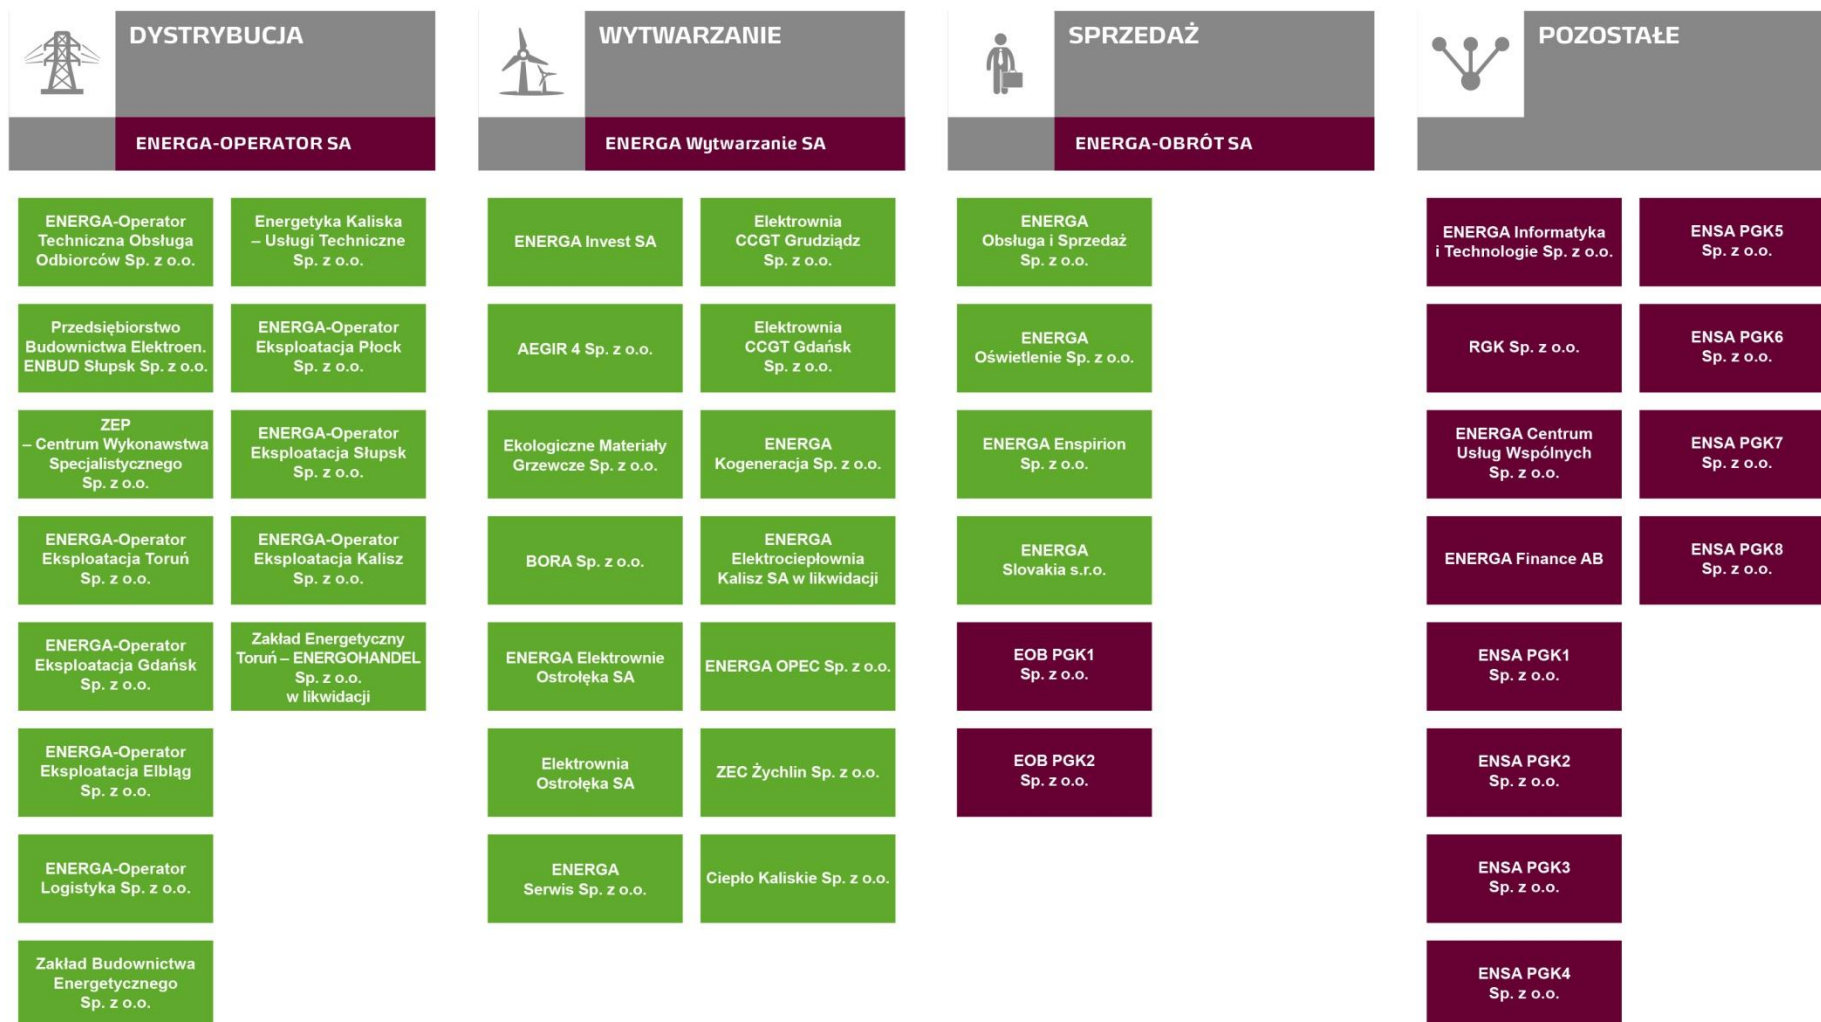 DYSTRYBUCJA
ENERGA-OPERATOR SA
ENERGA-Operator
Techniczna Obsługa
Odbiorców Sp. z o.o.
Energetyka Kaliska
– Usługi Techniczne
Sp. z o.o.
Przedsiębiorstwo
Budownictwa Elektroen.
ENBUD Słupsk Sp. z o.o.
ENERGA-Operator
Eksploatacja Płock
Sp. z o.o.
ZEP
– Centrum Wykonawstwa
Specjalistycznego
Sp. z o.o.
ENERGA-Operator
Eksploatacja Słupsk
Sp. z o.o.
ENERGA-Operator
Eksploatacja Toruń
Sp. z o.o.
ENERGA-Operator
Eksploatacja Kalisz
Sp. z o.o.
ENERGA-Operator
Eksploatacja Gdańsk
Sp. z o.o.
Zakład Energetyczny
Toruń – ENERGOHANDEL
Sp. z o.o.
w likwidacji
ENERGA-Operator
Eksploatacja Elbląg
Sp. z o.o.
ENERGA-Operator
Logistyka Sp. z o.o.
Zakład Budownictwa
Energetycznego
Sp. z o.o.
WYTWARZANIE
ENERGA Wytwarzanie SA
ENERGA Invest SA
Elektrownia
CCGT Grudziądz
Sp. z o.o.
AEGIR 4 Sp. z o.o.
Elektrownia
CCGT Gdańsk
Sp. z o.o.
Ekologiczne Materiały
Grzewcze Sp. z o.o.
ENERGA
Kogeneracja Sp. z o.o.
BORA Sp. z o.o.
ENERGA
Elektrociepłownia
Kalisz SA w likwidacji
ENERGA Elektrownie
Ostrołęka SA
ENERGA OPEC Sp. z o.o.
Elektrownia
Ostrołęka SA
ZEC Żychlin Sp. z o.o.
ENERGA
Serwis Sp. z o.o.
Ciepło Kaliskie Sp. z o.o.
SPRZEDAŻ
ENERGA-OBRÓT SA
ENERGA
Obsługa i Sprzedaż
Sp. z o.o.
ENERGA
Oświetlenie Sp. z o.o.
ENERGA Enspirion
Sp. z o.o.
ENERGA
Slovakia s.r.o.
EOB PGK1
Sp. z o.o.
EOB PGK2
Sp. z o.o.
POZOSTAŁE
ENERGA Informatyka
i Technologie Sp. z o.o.
ENSA PGK5
Sp. z o.o.
RGK Sp. z o.o.
ENSA PGK6
Sp. z o.o.
ENERGA Centrum
Usług Wspólnych
Sp. z o.o.
ENSA PGK7
Sp. z o.o.
ENERGA Finance AB
ENSA PGK8
Sp. z o.o.
ENSA PGK1
Sp. z o.o.
ENSA PGK2
Sp. z o.o.
ENSA PGK3
Sp. z o.o.
ENSA PGK4
Sp. z o.o.